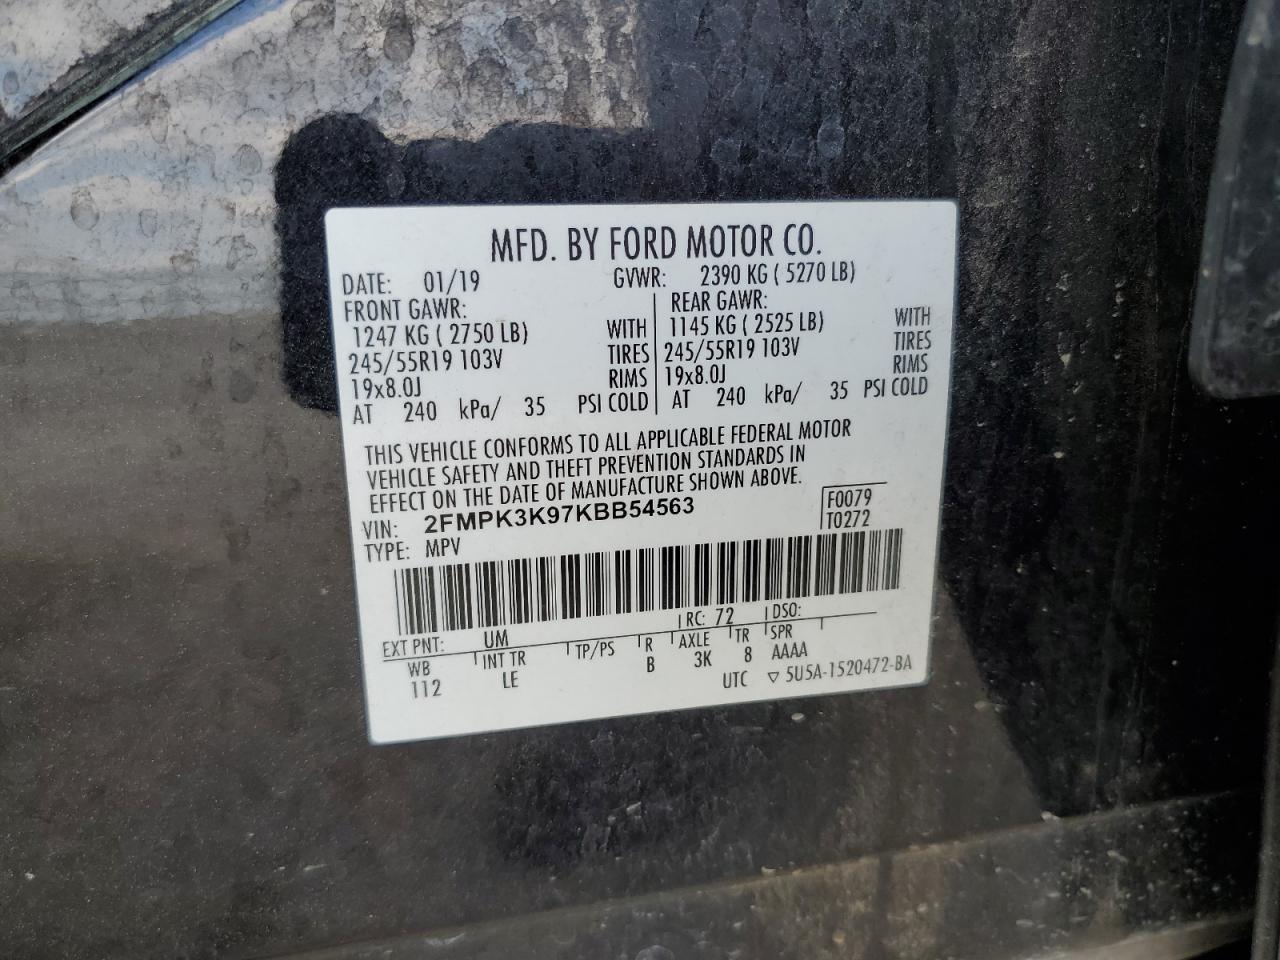 MFD. BY FORD MOTOR CO.
DATE: 01/19 GVWR: 2390 KG ( 5270 LB)
FRONT GAWR: REAR GAWR:
1247 KG ( 2750 LB) WITH 1145 KG ( 2525 LB) WITH
245/55R19 103V TIRES 245/55R19 103V TIRES
19x8.0J RIMS 19x8.0J RIMS
AT 240 kPa/ 35 PSI COLD AT 240 kPa/ 35 PSI COLD
THIS VEHICLE CONFORMS TO ALL APPLICABLE FEDERAL MOTOR
VEHICLE SAFETY AND THEFT PREVENTION STANDARDS IN
EFFECT ON THE DATE OF MANUFACTURE SHOWN ABOVE.
VIN: 2FMPK3K97KBB54563 F0079
TYPE: MPV T0272
EXT PNT: UM RC: 72 DSO:
WB INT TR TP/PS R AXLE TR SPR
112 LE B 3K 8 AAAA
UTC ▽ 5U5A-1520472-BA